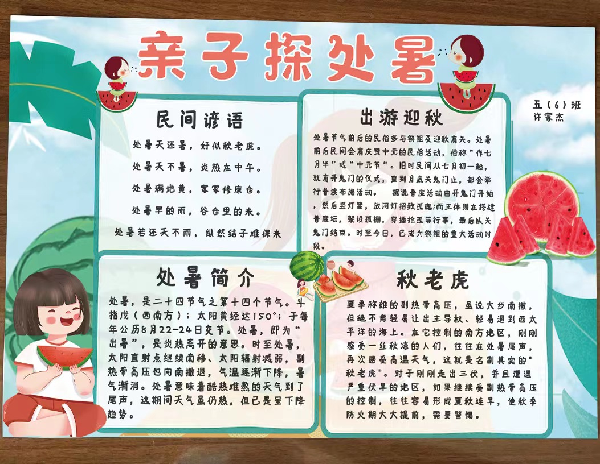 亲子探处暑
五（6）班
许家杰
民间谚语
处暑天还暑，好似秋老虎。
处暑天不暑，炎热在中午。
处暑满地黄，家家修廪仓。
处暑早的雨，谷仓里的米。
处暑若还天不雨，纵然结子难保米
出游迎秋
处暑节气前后的民俗多与祭祖及迎秋有关。处暑
前后民间会有庆赞中元的民俗活动，俗称“作七
月半”或“中元节”。旧时民间从七月初一起，
就有开鬼门的仪式，直到月底关鬼门止，都会举
行普渡布施活动。据说普渡活动由开鬼门开始
，然后竖灯篙，放河灯招致孤魂；而主体则在搭建
普渡坛，架设孤棚，穿插抢孤等行事，最后以关
鬼门结束。时至今日，已成为祭祖的重大活动时
段。
处暑简介
处暑，是二十四节气之第十四个节气。斗
指戊（西南方）；太阳黄经达150°；于每
年公历8月22-24日交节。处暑，即为“
出暑”，是炎热离开的意思，时至处暑，
太阳直射点继续南移、太阳辐射减弱，副
热带高压也向南撤退，气温逐渐下降，暑
气渐消。处暑意味着酷热难熬的天气到了
尾声，这期间天气虽仍热，但已是呈下降
趋势。
秋老虎
夏季称雄的副热带高压，虽说大步南撤，
但绝不肯轻易让出主导权、轻易退到西太
平洋的海上。在它控制的南方地区，刚刚
感受一丝秋凉的人们，往往在处暑尾声，
再次感受高温天气，这就是名副其实的“
秋老虎”。对于刚刚走出三伏，并且遭遇
严重伏旱的地区，如果继续受副热带高压
的控制，往往容易形成夏秋连旱，使秋季
防火期大大提前，需要警惕。